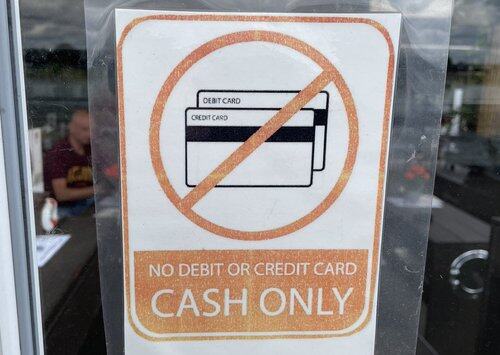 DEBIT CARD
CREDIT CARD
NO DEBIT OR CREDIT CARD
CASH ONLY